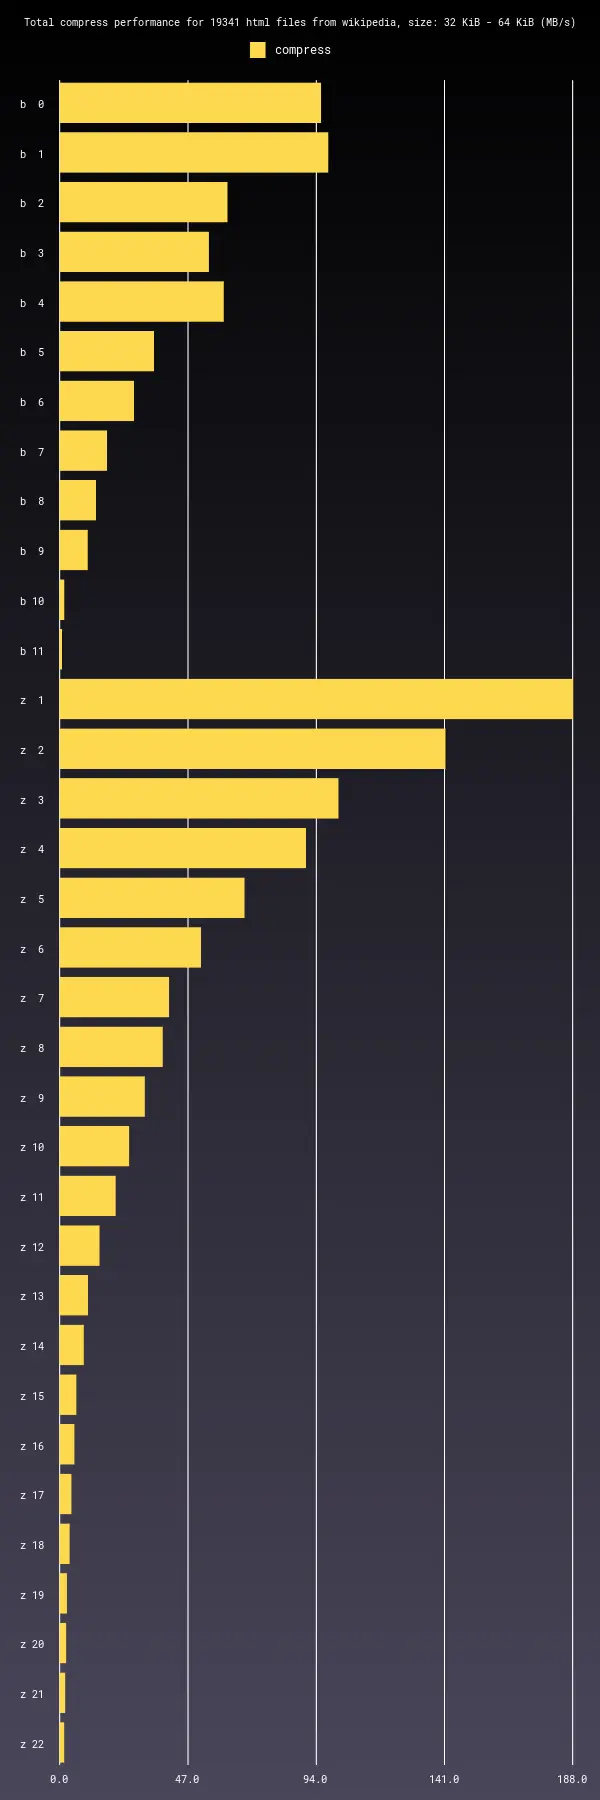 Total compress performance for 19341 html files from wikipedia, size: 32 KiB - 64 KiB (MB/s)
compress
b 0
b 1
b 2
b 3
b 4
b 5
b 6
b 7
b 8
b 9
b 10
b 11
z 1
z 2
z 3
z 4
z 5
z 6
z 7
z 8
z 9
z 10
z 11
z 12
z 13
z 14
z 15
z 16
z 17
z 18
z 19
z 20
z 21
z 22
0.0 47.0 94.0 141.0 188.0